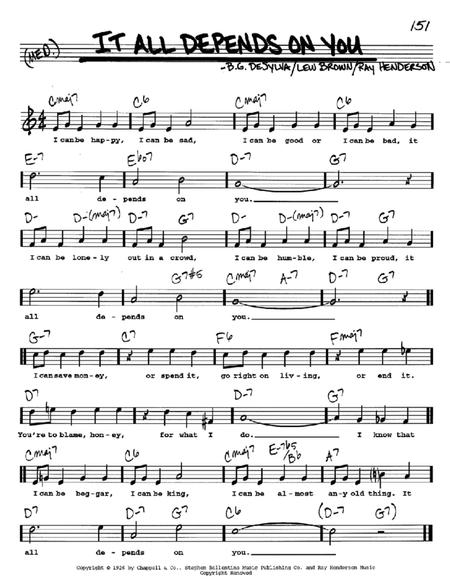 151
(MED.) IT ALL DEPENDS ON YOU
-B.G. DESYLVA/LEW BROWN/RAY HENDERSON
Cmaj7 C6 Cmaj7 C6
I can be hap-py, I can be sad, I can be good or I can be bad, it
E-7 Ebo7 D-7 G7
all de - pends on you.
D- D-(maj7) D-7 G7 D- D-(maj7) D-7 G7
I can be lone-ly out in a crowd, I can be hum-ble, I can be proud, it
G7#5 Cmaj7 A-7 D-7 G7
all de - pends on you.
G-7 C7 F6 Fmaj7
I can save mon-ey, or spend it, go right on liv-ing, or end it.
D7 D-7 G7
You're to blame, hon-ey, for what I do. I know that
Cmaj7 C6 Cmaj7 E-7b5/Bb A7
I can be beg-gar, I can be king, I can be al-most an-y old thing. It
D7 G7 C6 (D-7 G7)
all de - pends on you.
Copyright © 1926 by Chappell & Co., Stephen Ballentine Music Publishing Co. and Ray Henderson Music
Copyright Renewed